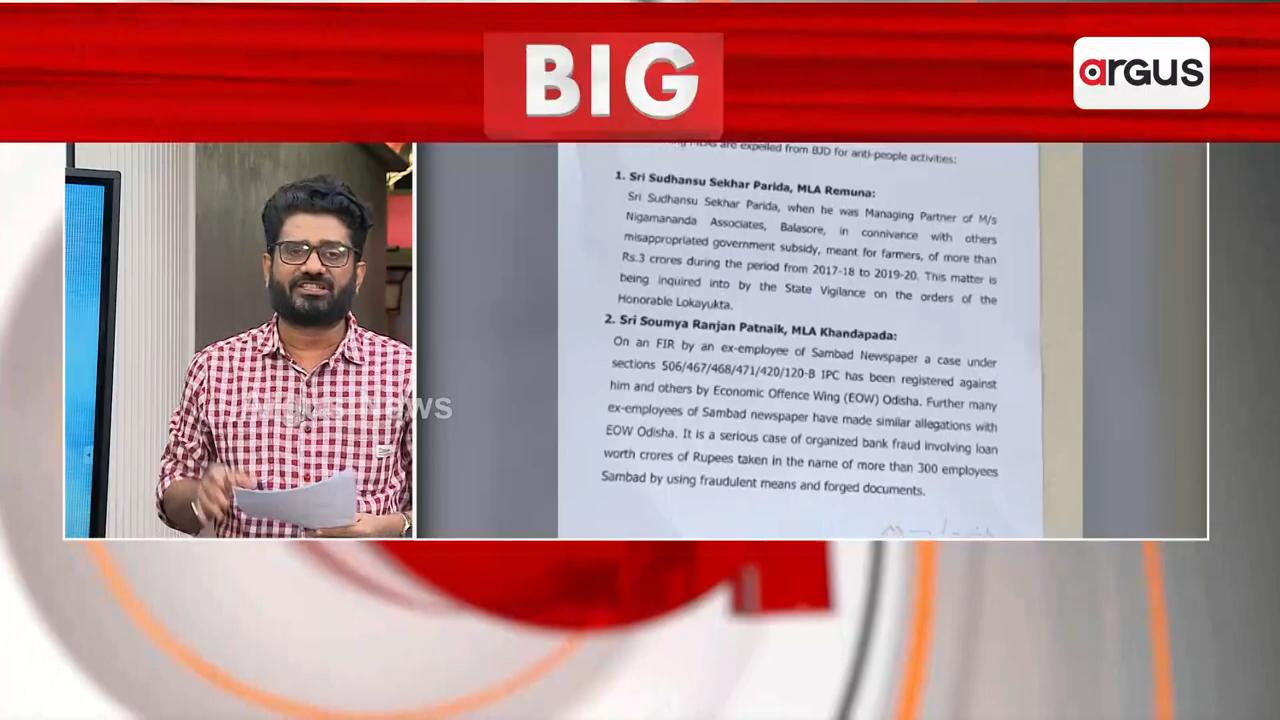 BIG
argus
are expelled from BJD for anti-people activities:
1. Sri Sudhansu Sekhar Parida, MLA Remuna:
Sri Sudhansu Sekhar Parida, when he was Managing Partner of M/s
Nigamananda Associates, Balasore, in connivance with others
misappropriated government subsidy, meant for farmers, of more than
Rs.3 crores during the period from 2017-18 to 2019-20. This matter is
being inquired into by the State Vigilance on the orders of the
Honorable Lokayukta.
2. Sri Soumya Ranjan Patnaik, MLA Khandapada:
On an FIR by an ex-employee of Sambad Newspaper a case under
sections 506/467/468/471/420/120-B IPC has been registered against
him and others by Economic Offence Wing (EOW) Odisha. Further many
ex-employees of Sambad newspaper have made similar allegations with
EOW Odisha. It is a serious case of organized bank fraud involving loan
worth crores of Rupees taken in the name of more than 300 employees
Sambad by using fraudulent means and forged documents.
Argus News